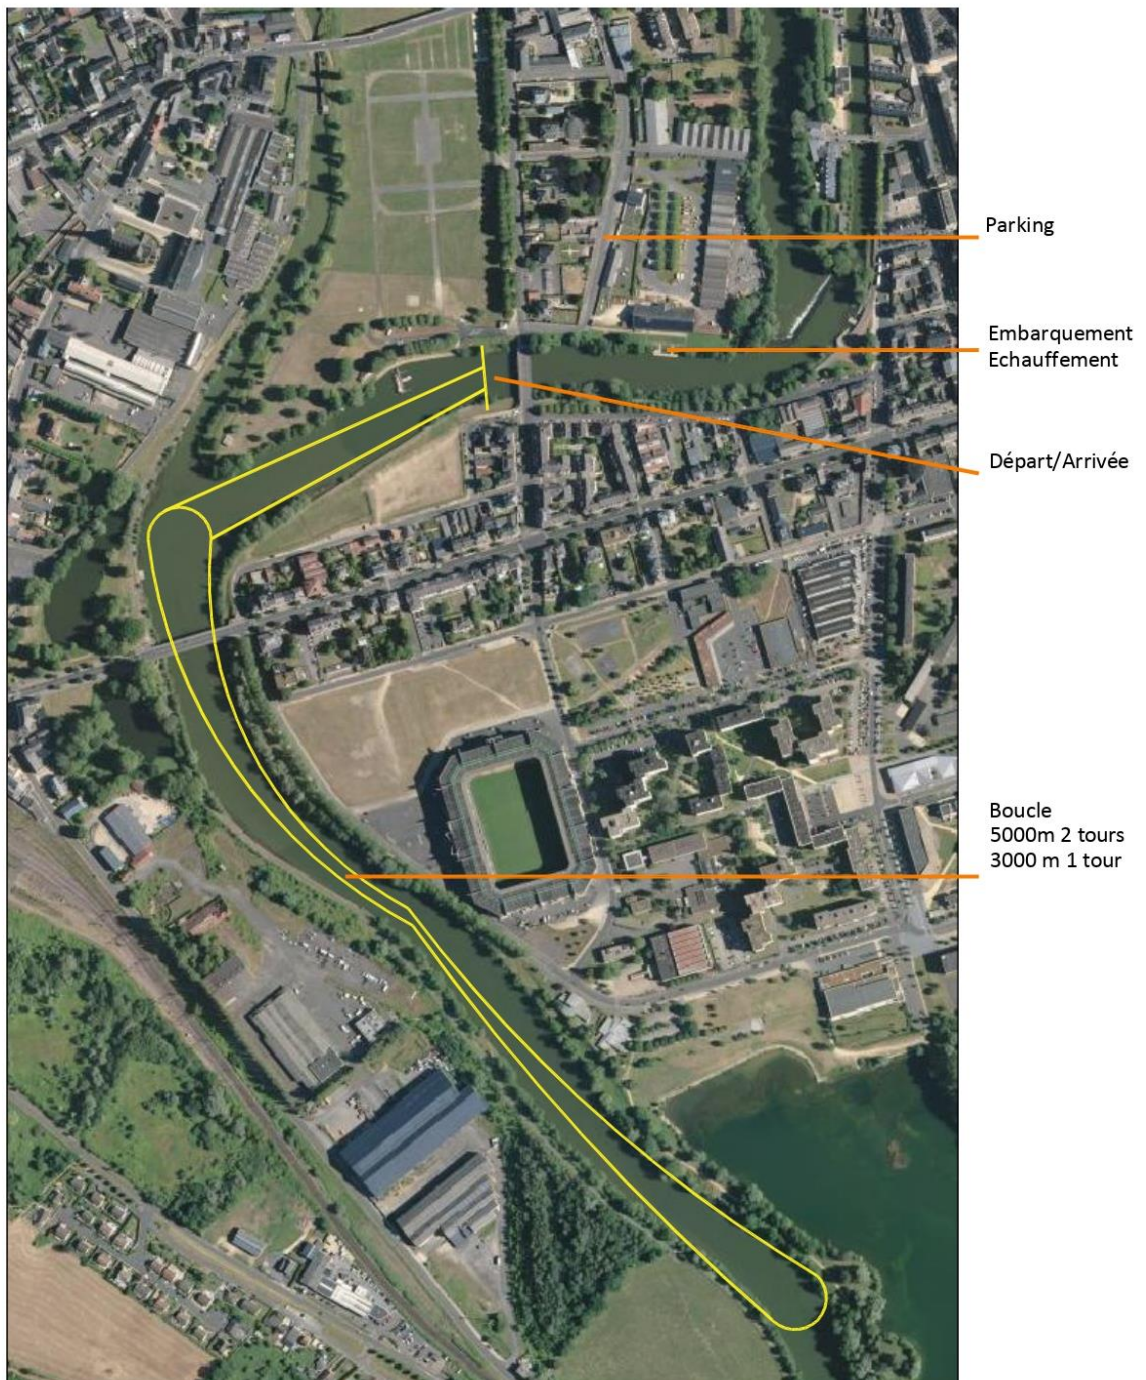 Parking
Embarquement
Echauffement
Départ/Arrivée
Boucle
5000m 2 tours
3000 m 1 tour